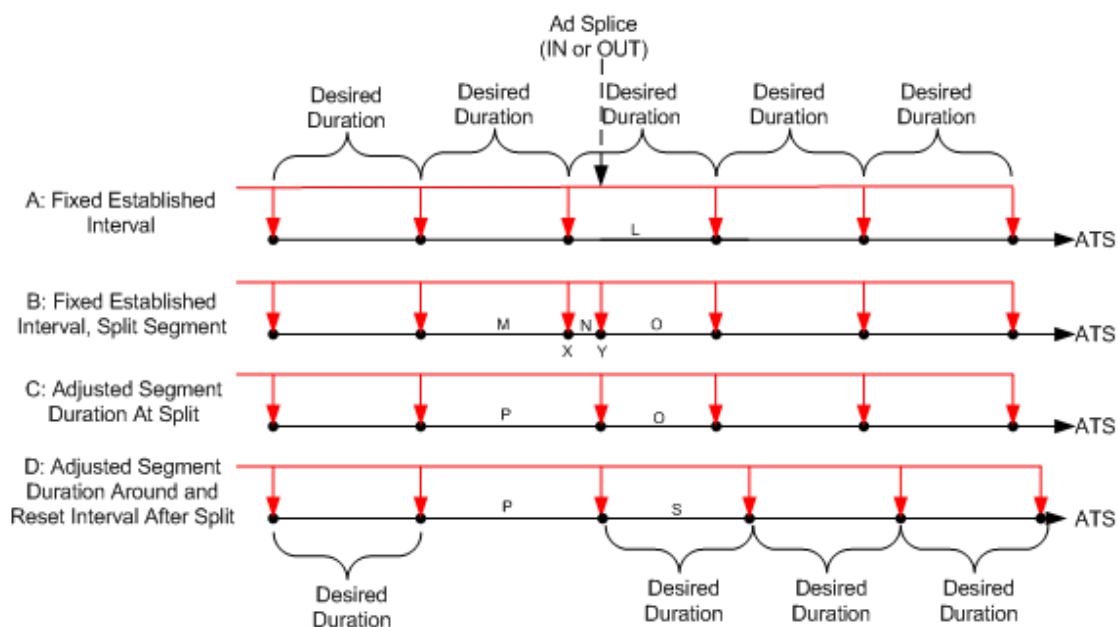 Ad Splice
(IN or OUT)
Desired
Duration
Desired
Duration
Desired
Duration
Desired
Duration
Desired
Duration
A: Fixed Established
Interval
L
ATS
B: Fixed Established
Interval, Split Segment
M
N
O
X
Y
ATS
C: Adjusted Segment
Duration At Split
P
O
ATS
D: Adjusted Segment
Duration Around and
Reset Interval After Split
P
S
ATS
Desired
Duration
Desired
Duration
Desired
Duration
Desired
Duration